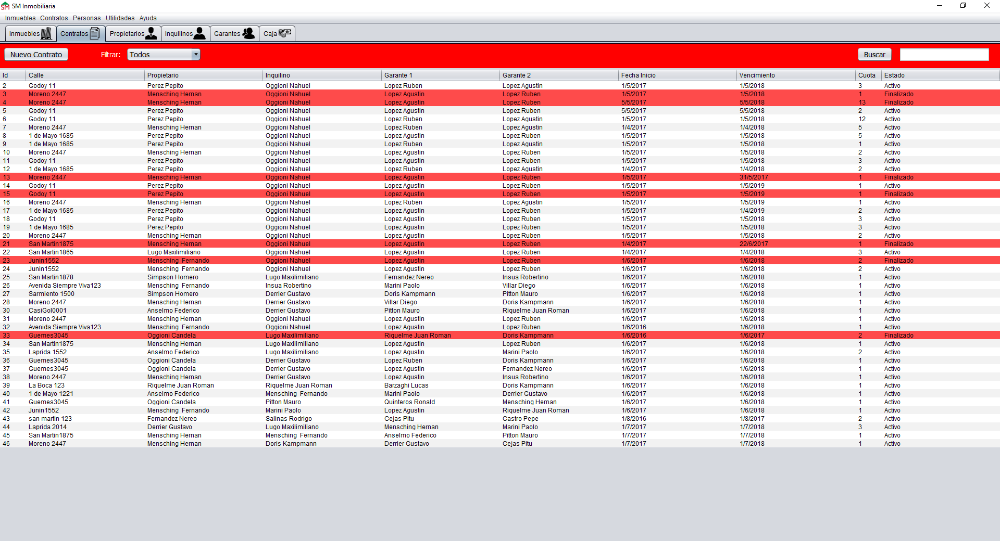 SM SM Inmobiliaria
Inmuebles Contratos Personas Utilidades Ayuda
Inmuebles Contratos Propietarios Inquilinos Garantes Caja
Nuevo Contrato Filtrar: Todos Buscar
Id Calle Propietario Inquilino Garante 1 Garante 2 Fecha Inicio Vencimiento Cuota Estado
2 Godoy 11 Perez Pepito Oggioni Nahuel Lopez Ruben Lopez Agustin 1/5/2017 1/5/2018 3 Activo
3 Moreno 2447 Mensching Hernan Oggioni Nahuel Lopez Agustin Lopez Ruben 1/5/2017 1/5/2018 1 Finalizado
4 Moreno 2447 Mensching Hernan Oggioni Nahuel Lopez Agustin Lopez Ruben 5/5/2017 5/5/2018 13 Finalizado
5 Godoy 11 Perez Pepito Oggioni Nahuel Lopez Agustin Lopez Ruben 5/5/2017 5/5/2018 2 Activo
6 Godoy 11 Perez Pepito Oggioni Nahuel Lopez Ruben Lopez Agustin 1/5/2017 1/5/2018 12 Activo
7 Moreno 2447 Mensching Hernan Oggioni Nahuel Lopez Ruben Lopez Agustin 1/4/2017 1/4/2018 5 Activo
8 1 de Mayo 1685 Perez Pepito Oggioni Nahuel Lopez Agustin Lopez Ruben 1/5/2017 1/5/2018 5 Activo
9 1 de Mayo 1685 Perez Pepito Oggioni Nahuel Lopez Ruben Lopez Agustin 1/5/2017 1/5/2018 1 Activo
10 Moreno 2447 Mensching Hernan Oggioni Nahuel Lopez Agustin Lopez Ruben 1/5/2017 1/5/2018 2 Activo
11 Godoy 11 Perez Pepito Oggioni Nahuel Lopez Agustin Lopez Ruben 1/5/2017 1/5/2018 3 Activo
12 1 de Mayo 1685 Perez Pepito Oggioni Nahuel Lopez Ruben Lopez Agustin 1/4/2017 1/4/2018 2 Activo
13 Moreno 2447 Mensching Hernan Oggioni Nahuel Lopez Agustin Lopez Ruben 1/5/2017 31/5/2017 1 Finalizado
14 Godoy 11 Perez Pepito Oggioni Nahuel Lopez Agustin Lopez Ruben 1/5/2017 1/5/2019 1 Activo
15 Godoy 11 Perez Pepito Oggioni Nahuel Lopez Agustin Lopez Ruben 1/5/2017 1/5/2019 1 Finalizado
16 Moreno 2447 Mensching Hernan Oggioni Nahuel Lopez Ruben Lopez Agustin 1/5/2017 1/5/2019 1 Activo
17 1 de Mayo 1685 Perez Pepito Oggioni Nahuel Lopez Agustin Lopez Ruben 1/5/2017 1/4/2019 2 Activo
18 Godoy 11 Perez Pepito Oggioni Nahuel Lopez Agustin Lopez Ruben 1/5/2017 1/5/2018 3 Activo
19 1 de Mayo 1685 Perez Pepito Oggioni Nahuel Lopez Agustin Lopez Ruben 1/5/2017 1/5/2018 3 Activo
20 Moreno 2447 Mensching Hernan Oggioni Nahuel Lopez Agustin Lopez Ruben 1/5/2017 1/5/2018 2 Activo
21 San Martin1875 Mensching Hernan Oggioni Nahuel Lopez Agustin Lopez Ruben 1/4/2017 22/6/2017 1 Finalizado
22 San Martin1865 Lugo Maxilimiliano Oggioni Nahuel Lopez Agustin Lopez Ruben 1/4/2017 1/4/2018 3 Activo
23 Junin1552 Mensching Fernando Oggioni Nahuel Lopez Agustin Lopez Ruben 1/6/2017 1/6/2018 2 Finalizado
24 Junin1552 Mensching Fernando Oggioni Nahuel Lopez Agustin Lopez Ruben 1/6/2017 1/6/2018 2 Activo
25 San Martin1878 Simpson Homero Lugo Maxilimiliano Fernandez Nereo Insua Robertino 1/6/2017 1/6/2018 1 Activo
26 Avenida Siempre Viva123 Mensching Fernando Insua Robertino Marini Paolo Villar Diego 1/6/2017 1/6/2018 1 Activo
27 Sarmiento 1500 Simpson Homero Derrier Gustavo Doris Kampmann Pitton Mauro 1/6/2017 1/6/2018 1 Activo
28 Moreno 2447 Mensching Hernan Derrier Gustavo Villar Diego Doris Kampmann 1/6/2017 1/6/2018 1 Activo
30 CasiGol0001 Anselmo Federico Derrier Gustavo Pitton Mauro Riquelme Juan Roman 1/6/2017 1/6/2018 1 Activo
31 Moreno 2447 Mensching Hernan Oggioni Nahuel Lopez Agustin Lopez Ruben 1/6/2017 1/6/2018 1 Activo
32 Avenida Siempre Viva123 Mensching Fernando Oggioni Nahuel Lopez Agustin Lopez Ruben 1/6/2016 1/6/2018 1 Activo
33 Guemes3045 Oggioni Candela Lugo Maxilimiliano Riquelme Juan Roman Doris Kampmann 1/6/2016 1/6/2017 2 Finalizado
34 San Martin1875 Mensching Hernan Lugo Maxilimiliano Lopez Agustin Lopez Ruben 1/6/2017 1/6/2018 1 Activo
35 Laprida 1552 Anselmo Federico Lugo Maxilimiliano Lopez Agustin Marini Paolo 1/6/2017 1/6/2018 2 Activo
36 Guemes3045 Oggioni Candela Derrier Gustavo Lopez Ruben Doris Kampmann 1/6/2017 1/6/2018 1 Activo
37 Guemes3045 Oggioni Candela Derrier Gustavo Lopez Agustin Fernandez Nereo 1/6/2017 1/6/2018 1 Activo
38 Moreno 2447 Mensching Hernan Derrier Gustavo Lopez Agustin Insua Robertino 1/6/2017 1/6/2018 1 Activo
39 La Boca 123 Riquelme Juan Roman Riquelme Juan Roman Barzaghi Lucas Doris Kampmann 1/6/2017 1/6/2018 1 Activo
40 1 de Mayo 1221 Anselmo Federico Mensching Fernando Marini Paolo Derrier Gustavo 1/6/2017 1/6/2018 1 Activo
41 Guemes3045 Oggioni Candela Pitton Mauro Quinteros Ronald Mensching Hernan 1/6/2017 1/6/2018 1 Activo
42 Junin1552 Mensching Fernando Marini Paolo Lopez Agustin Riquelme Juan Roman 1/6/2017 1/6/2018 1 Activo
43 san martin 123 Fernandez Nereo Salinas Rodrigo Cejas Pitu Castro Pepe 1/8/2016 1/8/2017 2 Activo
44 Laprida 2014 Derrier Gustavo Lugo Maxilimiliano Mensching Hernan Marini Paolo 1/7/2017 1/7/2018 3 Activo
45 San Martin1875 Mensching Hernan Mensching Fernando Anselmo Federico Pitton Mauro 1/7/2017 1/7/2018 1 Activo
46 Moreno 2447 Mensching Hernan Doris Kampmann Derrier Gustavo Cejas Pitu 1/7/2017 1/7/2018 1 Activo